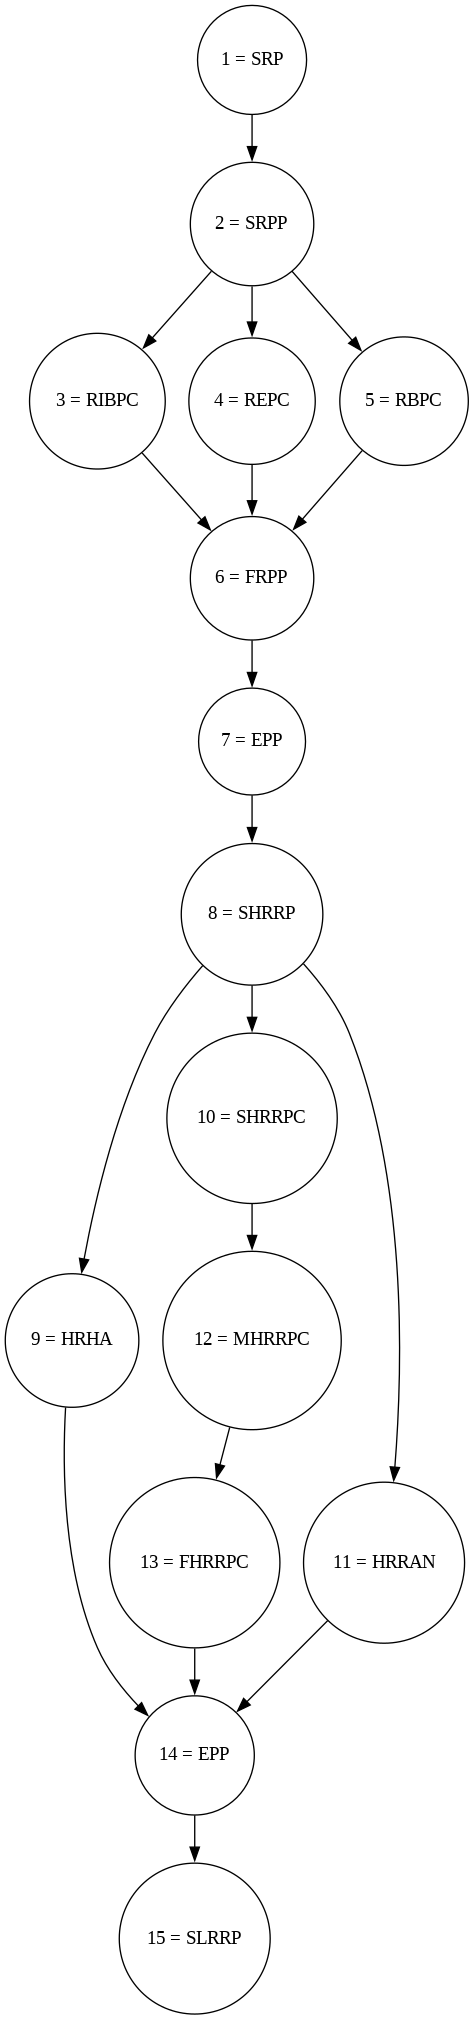 1 = SRP
2 = SRPP
3 = RIBPC
4 = REPC
5 = RBPC
6 = FRPP
7 = EPP
8 = SHRRP
10 = SHRRPC
9 = HRHA
12 = MHRRPC
13 = FHRRPC
11 = HRRAN
14 = EPP
15 = SLRRP